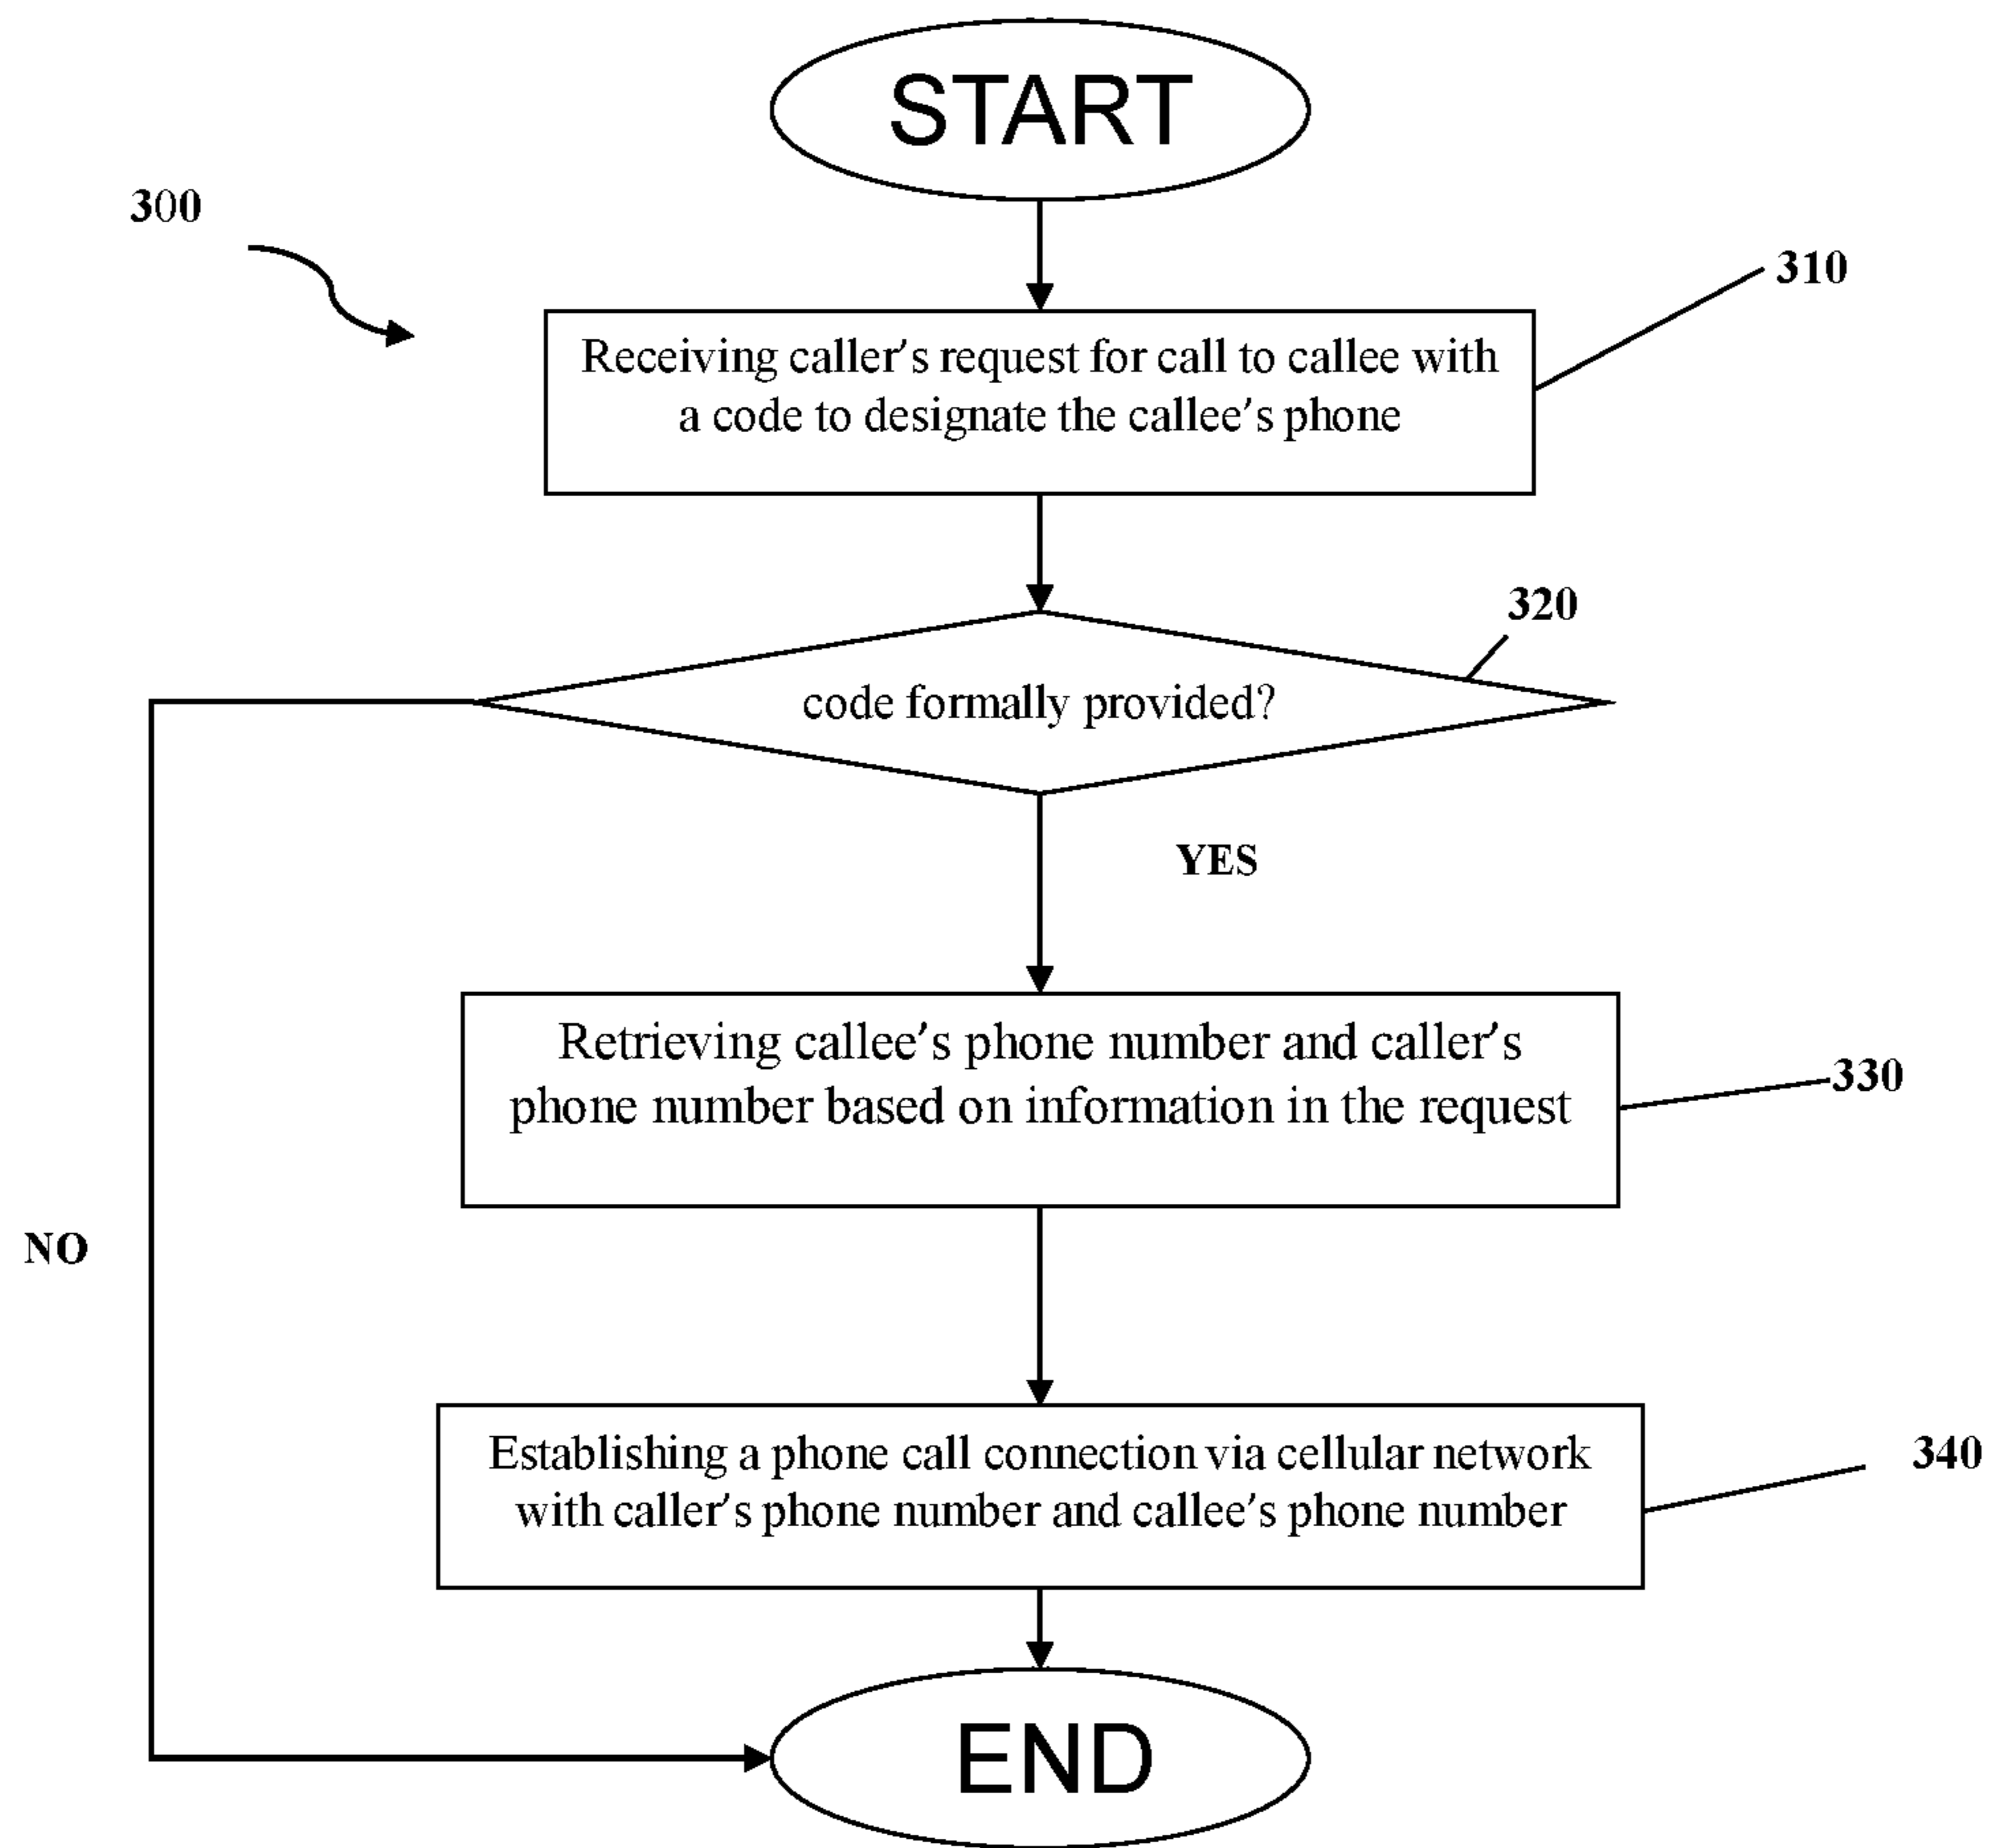 START
300
310
Receiving caller's request for call to callee with
a code to designate the callee's phone
320
code formally provided?
YES
Retrieving callee's phone number and caller's
phone number based on information in the request
330
NO
Establishing a phone call connection via cellular network
with caller's phone number and callee's phone number
340
END